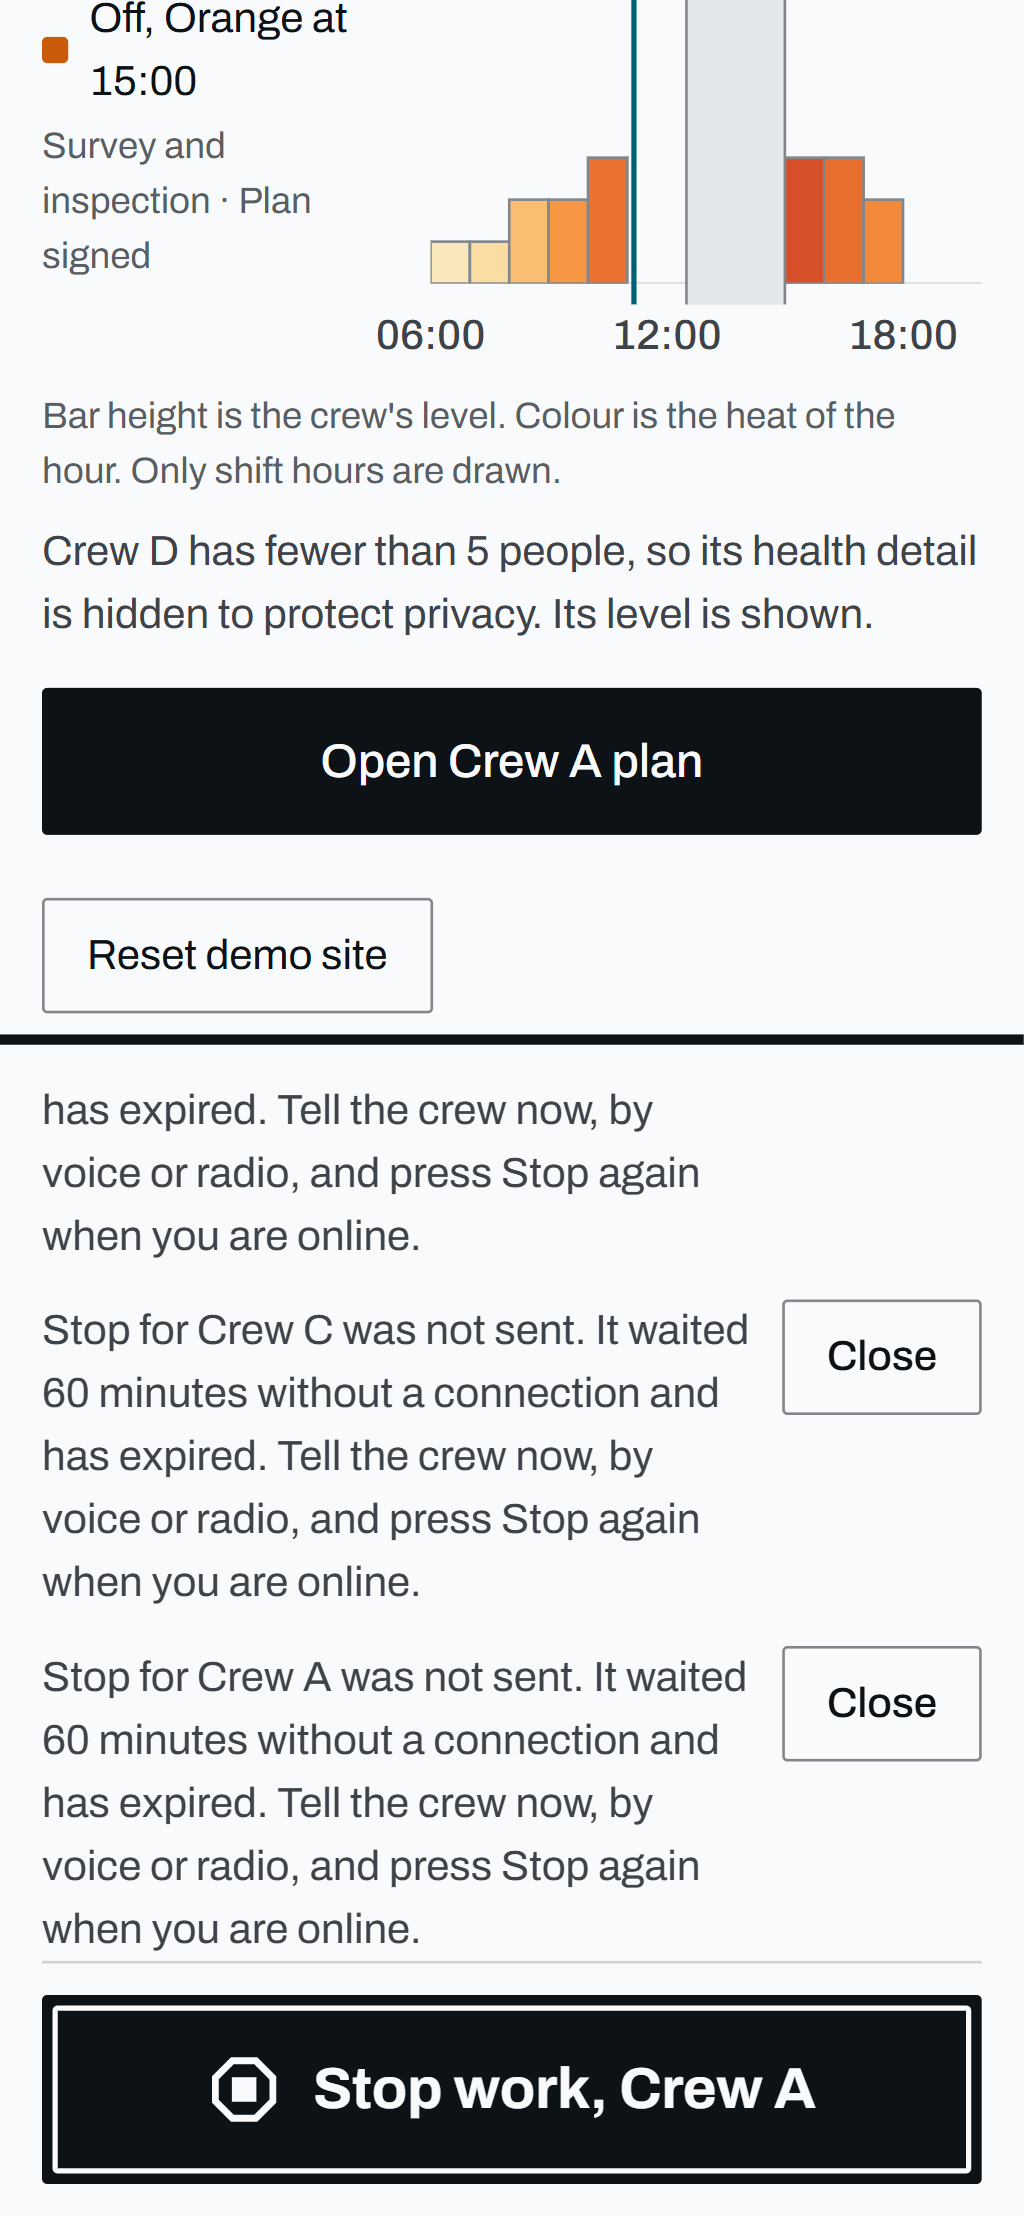 Off, Orange at
15:00
Survey and
inspection · Plan
signed
06:00 12:00 18:00
Bar height is the crew's level. Colour is the heat of the
hour. Only shift hours are drawn.
Crew D has fewer than 5 people, so its health detail
is hidden to protect privacy. Its level is shown.
Open Crew A plan
Reset demo site
has expired. Tell the crew now, by
voice or radio, and press Stop again
when you are online.
Stop for Crew C was not sent. It waited
60 minutes without a connection and
has expired. Tell the crew now, by
voice or radio, and press Stop again
when you are online.
Close
Stop for Crew A was not sent. It waited
60 minutes without a connection and
has expired. Tell the crew now, by
voice or radio, and press Stop again
when you are online.
Close
Stop work, Crew A